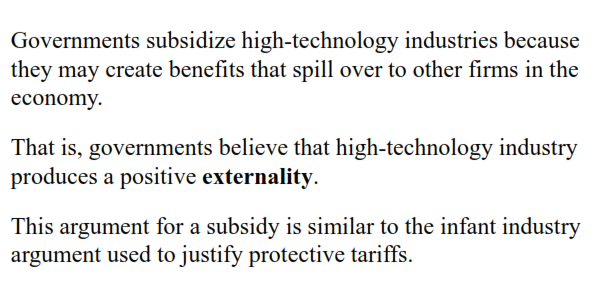 Governments subsidize high-technology industries because
they may create benefits that spill over to other firms in the
economy.
That is, governments believe that high-technology industry
produces a positive externality.
This argument for a subsidy is similar to the infant industry
argument used to justify protective tariffs.